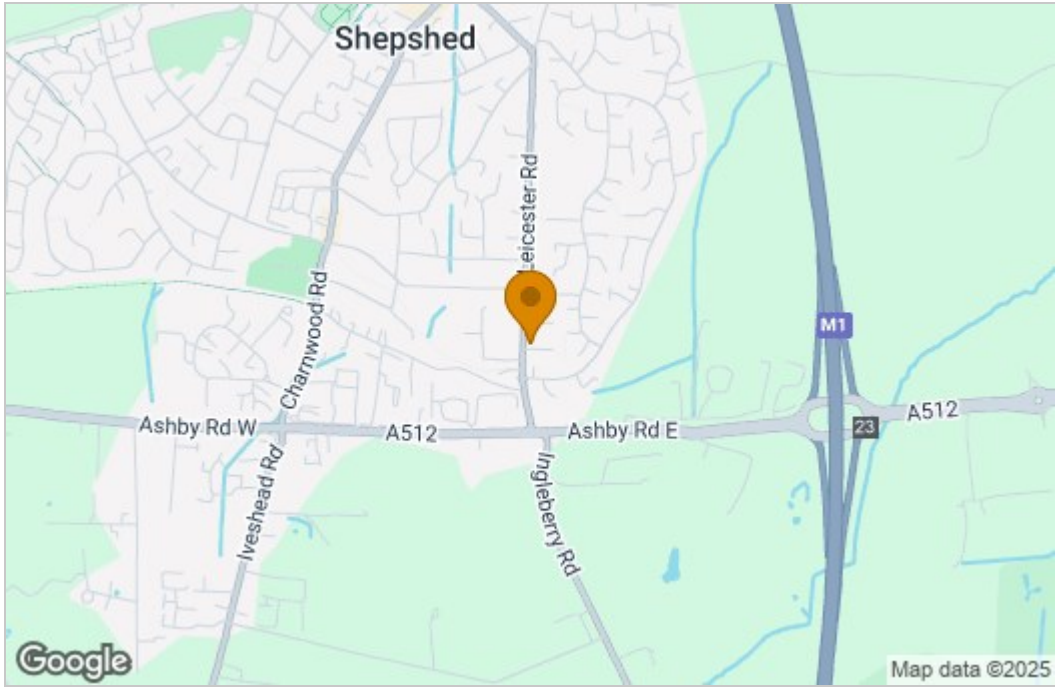 Shepshed
Leicester Rd
Charnwood Rd
M1
Ashby Rd W
A512
Ashby Rd E
23
A512
Iveshead Rd
Ingleberry Rd
Google
Map data ©2025